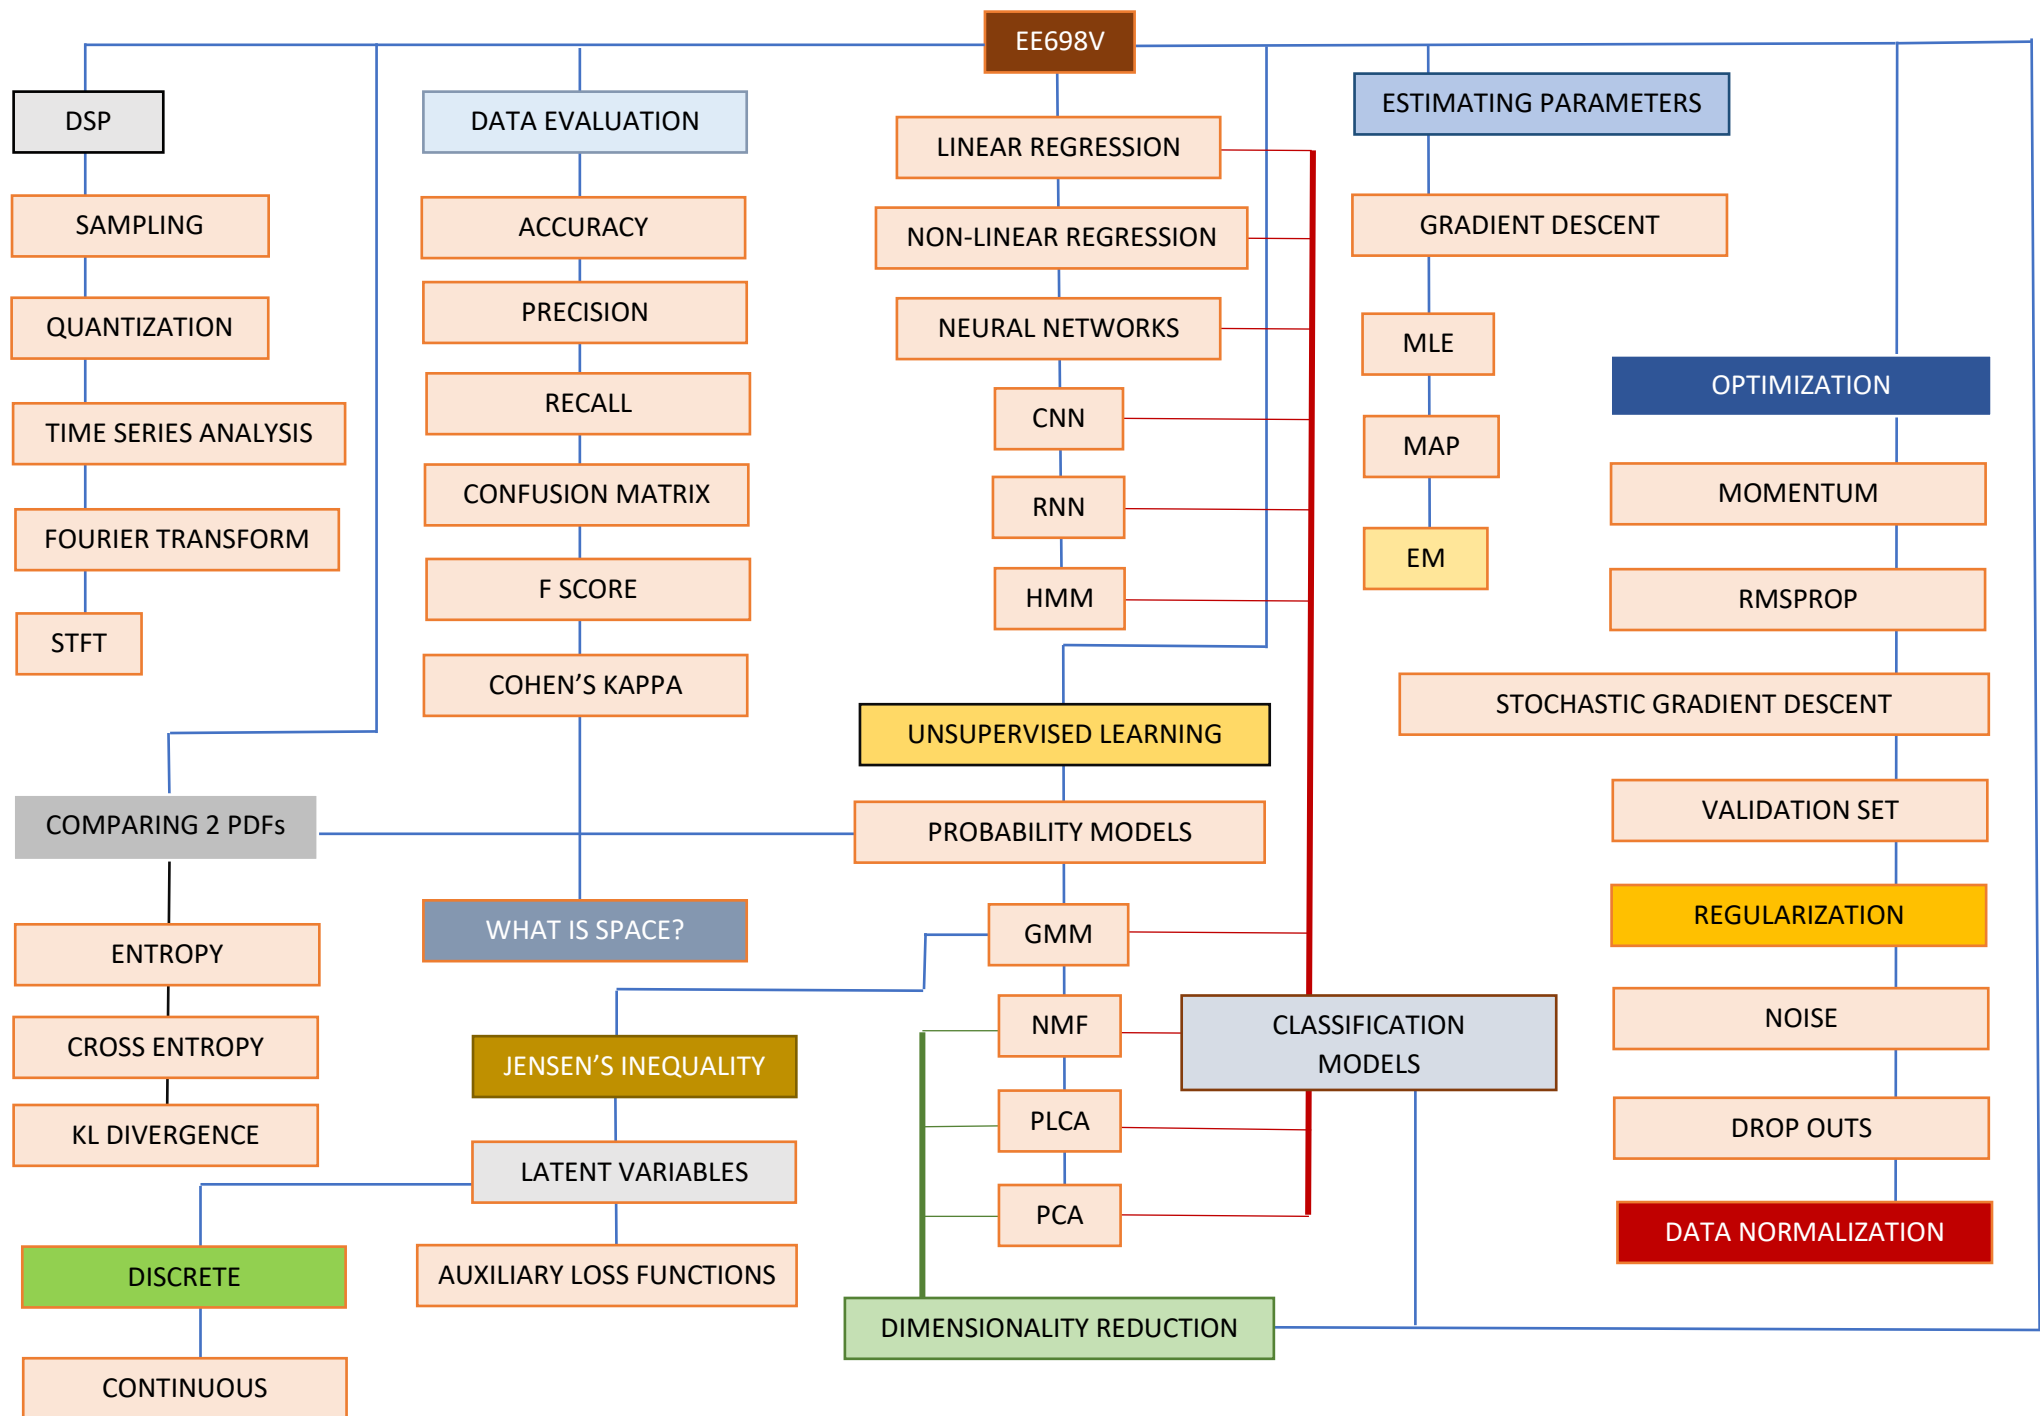 EE698V
DSP
SAMPLING
QUANTIZATION
TIME SERIES ANALYSIS
FOURIER TRANSFORM
STFT
COMPARING 2 PDFs
ENTROPY
CROSS ENTROPY
KL DIVERGENCE
DATA EVALUATION
ACCURACY
PRECISION
RECALL
CONFUSION MATRIX
F SCORE
COHEN’S KAPPA
WHAT IS SPACE?
LINEAR REGRESSION
NON-LINEAR REGRESSION
NEURAL NETWORKS
CNN
RNN
HMM
UNSUPERVISED LEARNING
PROBABILITY MODELS
GMM
NMF
PLCA
PCA
JENSEN’S INEQUALITY
LATENT VARIABLES
AUXILIARY LOSS FUNCTIONS
DISCRETE
CONTINUOUS
CLASSIFICATION
MODELS
DIMENSIONALITY REDUCTION
ESTIMATING PARAMETERS
GRADIENT DESCENT
MLE
MAP
EM
OPTIMIZATION
MOMENTUM
RMSPROP
STOCHASTIC GRADIENT DESCENT
VALIDATION SET
REGULARIZATION
NOISE
DROP OUTS
DATA NORMALIZATION